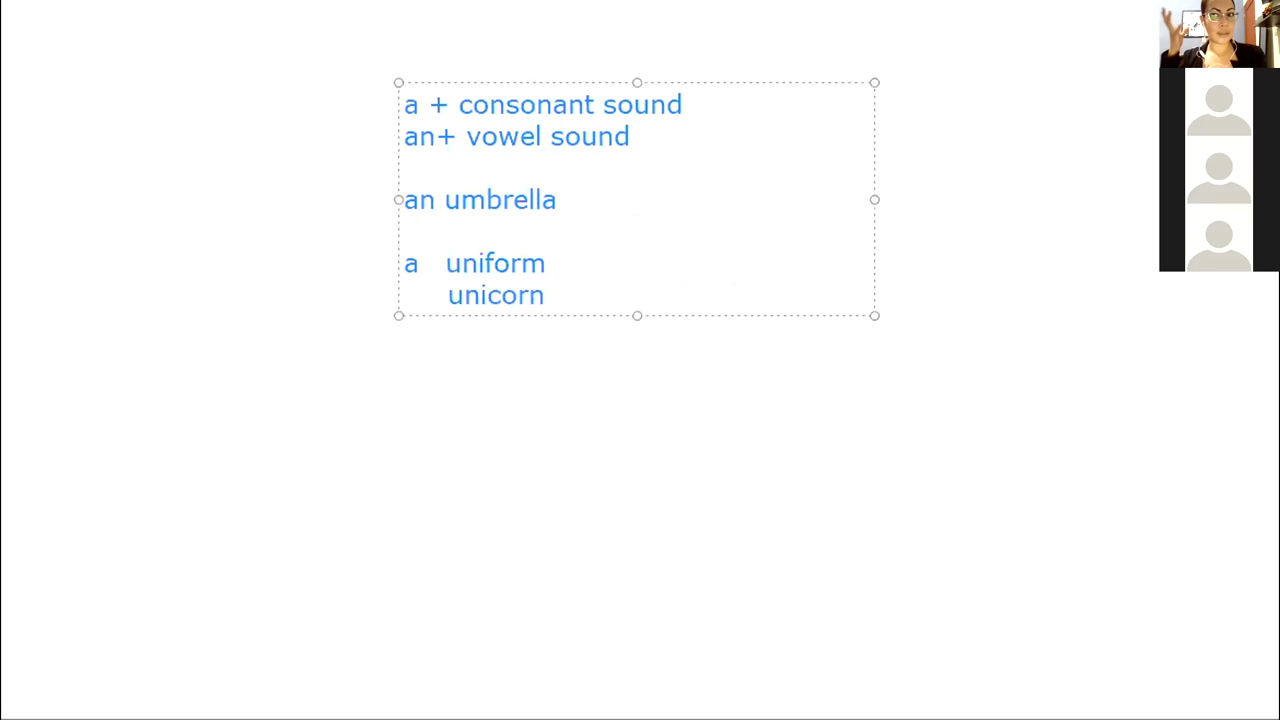 a + consonant sound
an+ vowel sound
an umbrella
a uniform
unicorn